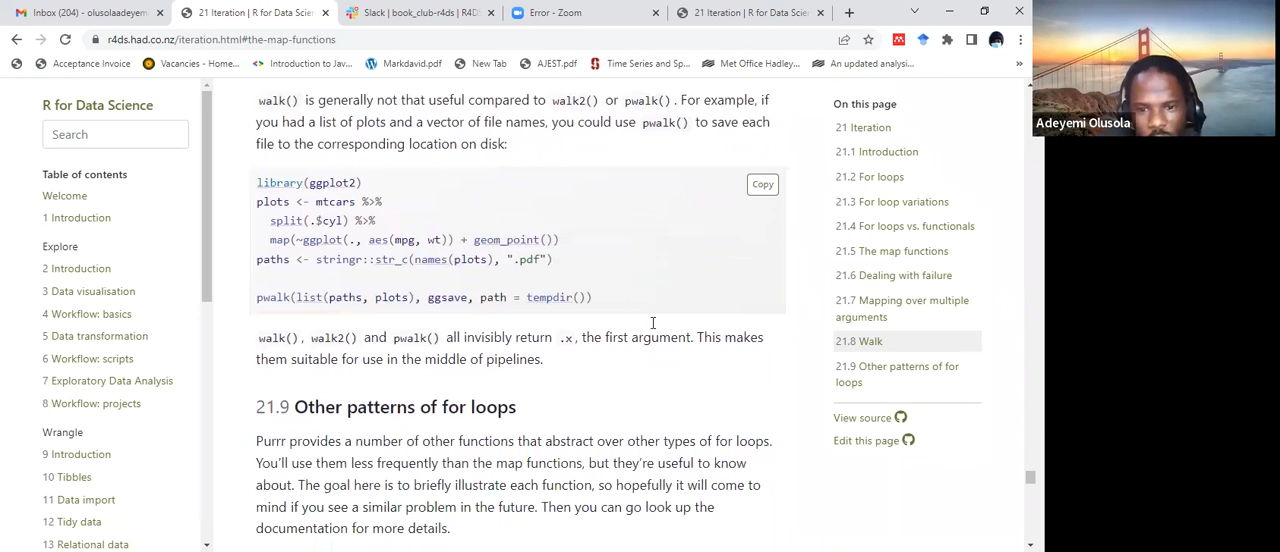 Inbox (204) - olusolaadeyem
21 Iteration | R for Data Science
Slack | book_club-r4ds | R4DS
Error - Zoom
21 Iteration | R for Data Science
r4ds.had.co.nz/iteration.html#the-map-functions
Acceptance Invoice
Vacancies - Home...
Introduction to Jav...
Markdavid.pdf
New Tab
AJEST.pdf
Time Series and Sp...
Met Office Hadley...
An updated analysi...
»
R for Data Science
Search
Table of contents
Welcome
1 Introduction
Explore
2 Introduction
3 Data visualisation
4 Workflow: basics
5 Data transformation
6 Workflow: scripts
7 Exploratory Data Analysis
8 Workflow: projects
Wrangle
9 Introduction
10 Tibbles
11 Data import
12 Tidy data
13 Relational data
walk() is generally not that useful compared to walk2() or pwalk(). For example, if
you had a list of plots and a vector of file names, you could use pwalk() to save each
file to the corresponding location on disk:
Copy
library(ggplot2)
plots <- mtcars %>%
  split(.$cyl) %>%
  map(~ggplot(., aes(mpg, wt)) + geom_point())
paths <- stringr::str_c(names(plots), ".pdf")
pwalk(list(paths, plots), ggsave, path = tempdir())
walk(), walk2() and pwalk() all invisibly return .x, the first argument. This makes
them suitable for use in the middle of pipelines.
21.9 Other patterns of for loops
Purrr provides a number of other functions that abstract over other types of for loops.
You'll use them less frequently than the map functions, but they're useful to know
about. The goal here is to briefly illustrate each function, so hopefully it will come to
mind if you see a similar problem in the future. Then you can go look up the
documentation for more details.
On this page
21 Iteration
21.1 Introduction
21.2 For loops
21.3 For loop variations
21.4 For loops vs. functionals
21.5 The map functions
21.6 Dealing with failure
21.7 Mapping over multiple
arguments
21.8 Walk
21.9 Other patterns of for
loops
View source
Edit this page
Adeyemi Olusola